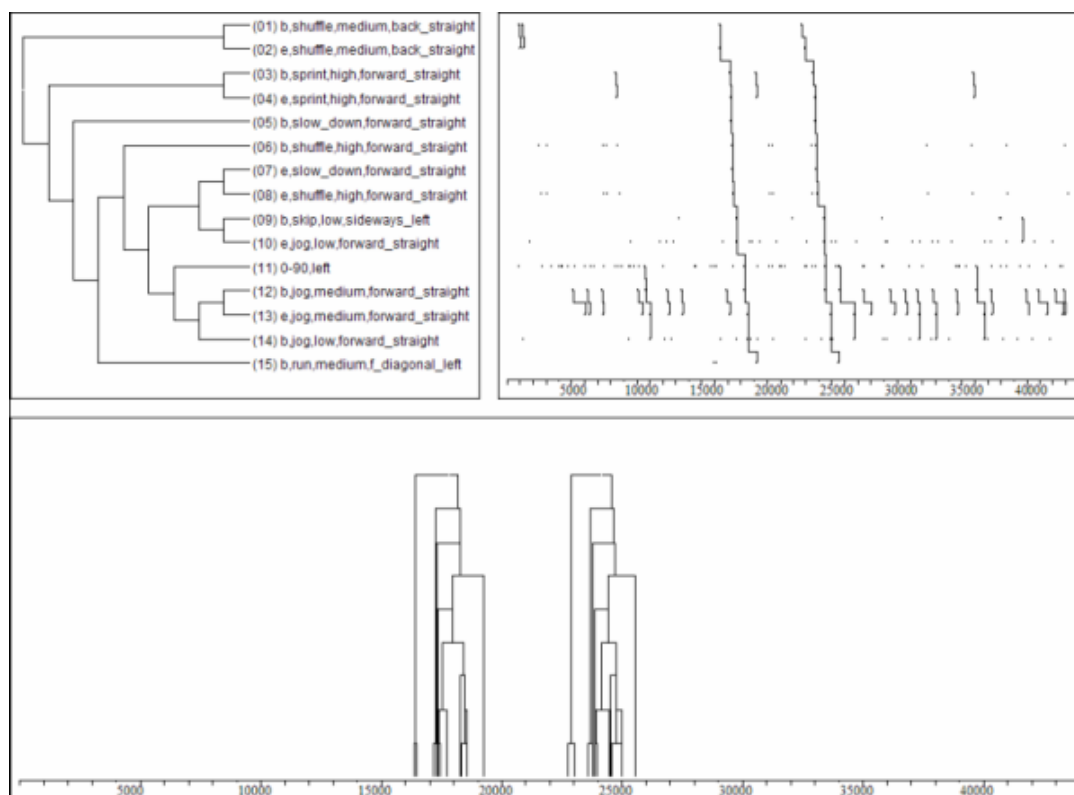 (01) b,shuffle,medium,back_straight
(02) e,shuffle,medium,back_straight
(03) b,sprint,high,forward_straight
(04) e,sprint,high,forward_straight
(05) b,slow_down,forward_straight
(06) b,shuffle,high,forward_straight
(07) e,slow_down,forward_straight
(08) e,shuffle,high,forward_straight
(09) b,skip,low,sideways_left
(10) e,jog,low,forward_straight
(11) 0-90,left
(12) b,jog,medium,forward_straight
(13) e,jog,medium,forward_straight
(14) b,jog,low,forward_straight
(15) b,run,medium,f_diagonal_left
5000 10000 15000 20000 25000 30000 35000 40000
5000 10000 15000 20000 25000 30000 35000 40000